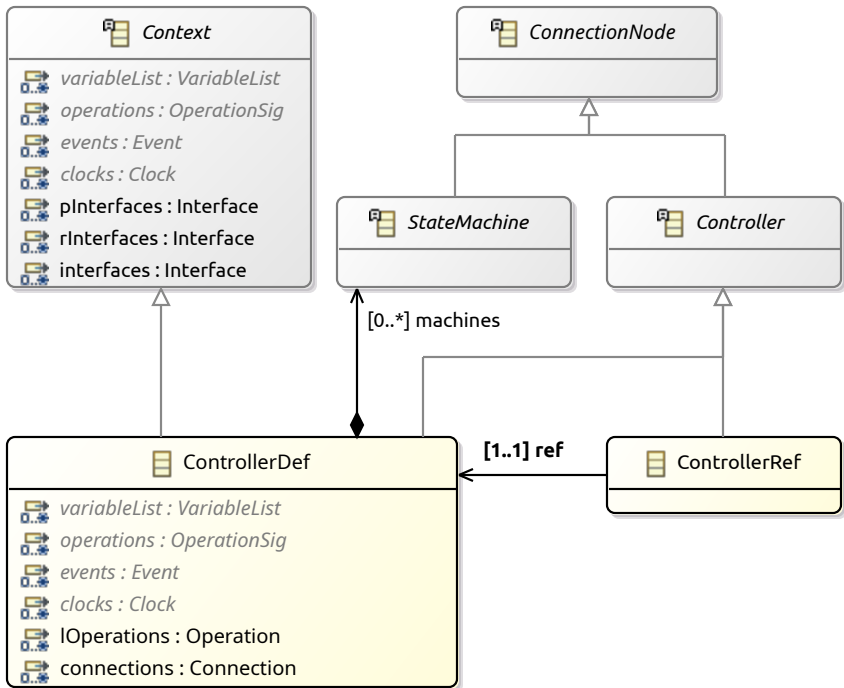 Context
variableList : VariableList
operations : OperationSig
events : Event
clocks : Clock
pInterfaces : Interface
rInterfaces : Interface
interfaces : Interface
ConnectionNode
StateMachine
Controller
[0..*] machines
ControllerDef
variableList : VariableList
operations : OperationSig
events : Event
clocks : Clock
lOperations : Operation
connections : Connection
[1..1] ref
ControllerRef